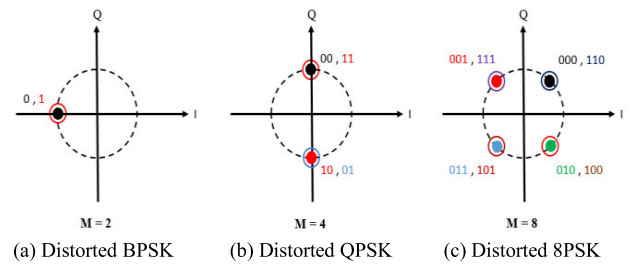 Q
0 , 1
I
M = 2
(a) Distorted BPSK
Q
00 , 11
I
10 , 01
M = 4
(b) Distorted QPSK
Q
001 , 111
000 , 110
I
011 , 101
010 , 100
M = 8
(c) Distorted 8PSK